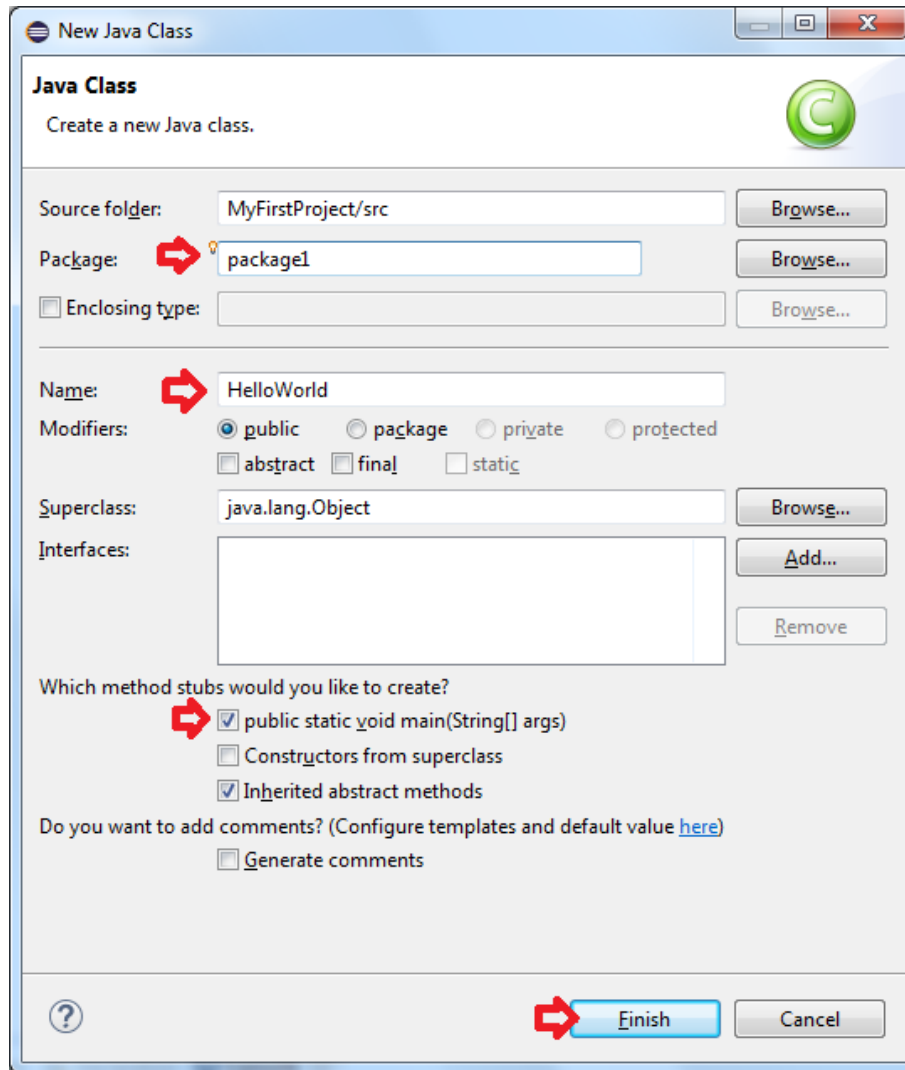 New Java Class
Java Class
Create a new Java class.
Source folder: MyFirstProject/src Browse...
Package: package1 Browse...
Enclosing type: Browse...
Name: HelloWorld
Modifiers: public package private protected
abstract final static
Superclass: java.lang.Object Browse...
Interfaces: Add...
Remove
Which method stubs would you like to create?
public static void main(String[] args)
Constructors from superclass
Inherited abstract methods
Do you want to add comments? (Configure templates and default value here)
Generate comments
? Finish Cancel